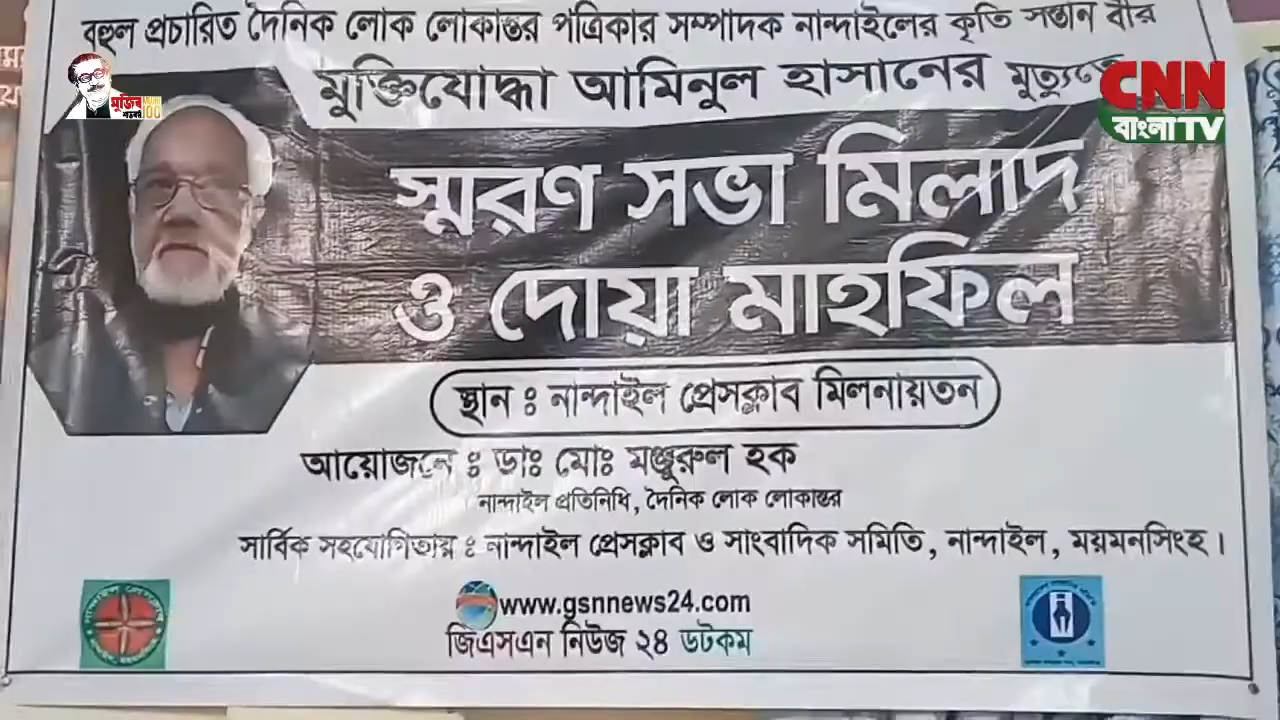 বহুল প্রচারিত দৈনিক লোক লোকান্তর পত্রিকার সম্পাদক নান্দাইলের কৃতি সন্তান বীর
মুক্তিযোদ্ধা আমিনুল হাসানের মৃত্যুতে
CNN
বাংলা TV
মুজিব
100
স্মরণ সভা মিলাদ
ও দোয়া মাহফিল
স্থান : নান্দাইল প্রেসক্লাব মিলনায়তন
আয়োজনে : ডাঃ মোঃ মঞ্জুরুল হক
নান্দাইল প্রতিনিধি, দৈনিক লোক লোকান্তর
সার্বিক সহযোগিতায় : নান্দাইল প্রেসক্লাব ও সাংবাদিক সমিতি, নান্দাইল, ময়মনসিংহ।
www.gsnnews24.com
জিএসএন নিউজ ২৪ ডটকম